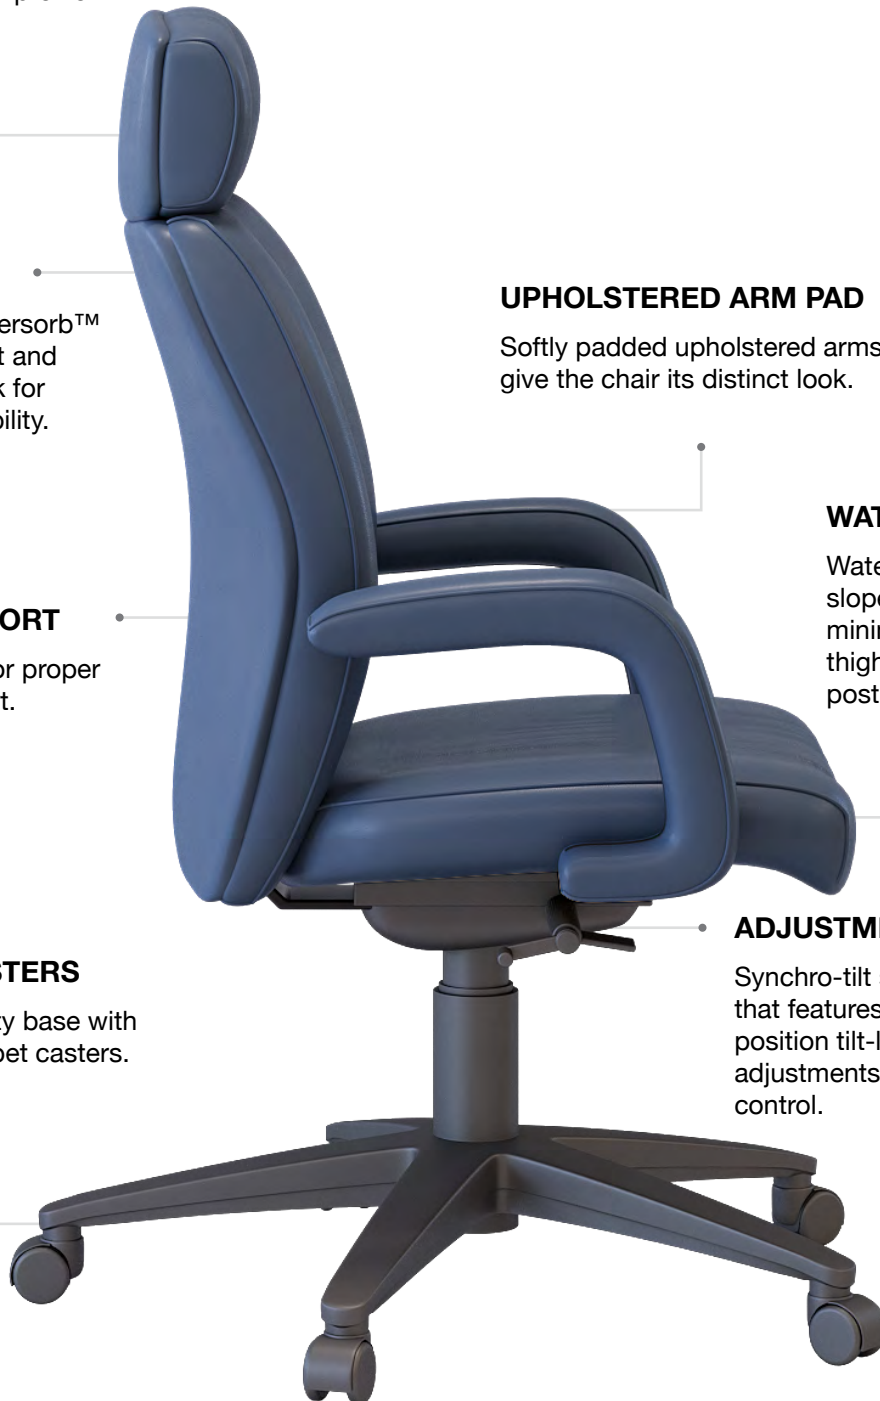 ersorb™
t and
k for
bility.
UPHOLSTERED ARM PAD
Softly padded upholstered arms
give the chair its distinct look.
WAT
Wate
slope
minin
thigh
post
ORT
or proper
t.
STERS
ty base with
pet casters.
ADJUSTM
Synchro-tilt
that features
position tilt-l
adjustments
control.